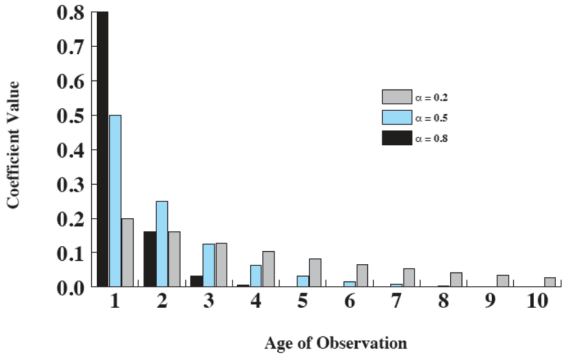 0.8
0.7
0.6
0.5
0.4
0.3
0.2
0.1
0.0
Coefficient Value
α = 0.2
α = 0.5
α = 0.8
1 2 3 4 5 6 7 8 9 10
Age of Observation